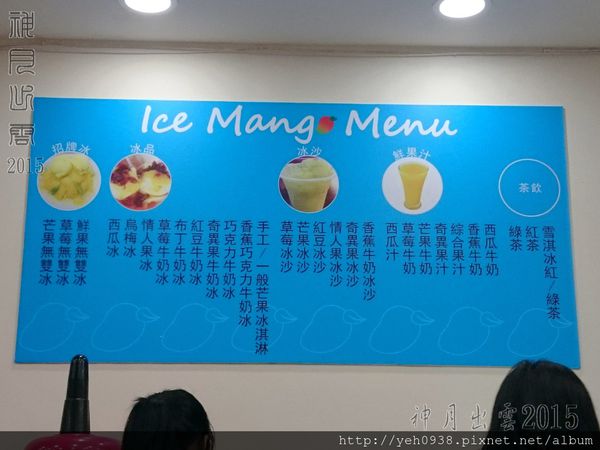 神月出雲
2015
Ice Mango Menu
招牌冰
鮮果無雙冰
草莓無雙冰
芒果無雙冰
冰品
手工/一般芒果冰淇淋
香蕉巧克力牛奶冰
巧克力牛奶冰
奇異果牛奶冰
紅豆牛奶冰
布丁牛奶冰
草莓牛奶冰
情人果冰
烏梅冰
西瓜冰
冰沙
香蕉牛奶冰沙
奇異果冰沙
情人果冰沙
紅豆冰沙
芒果冰沙
草莓冰沙
鮮果汁
西瓜牛奶
香蕉牛奶
綜合果汁
奇異果汁
芒果牛奶
草莓牛奶
西瓜汁
茶飲
雪淇冰紅/綠茶
紅茶
綠茶
神月出雲2015
http://yeh0938.pixnet.net/album